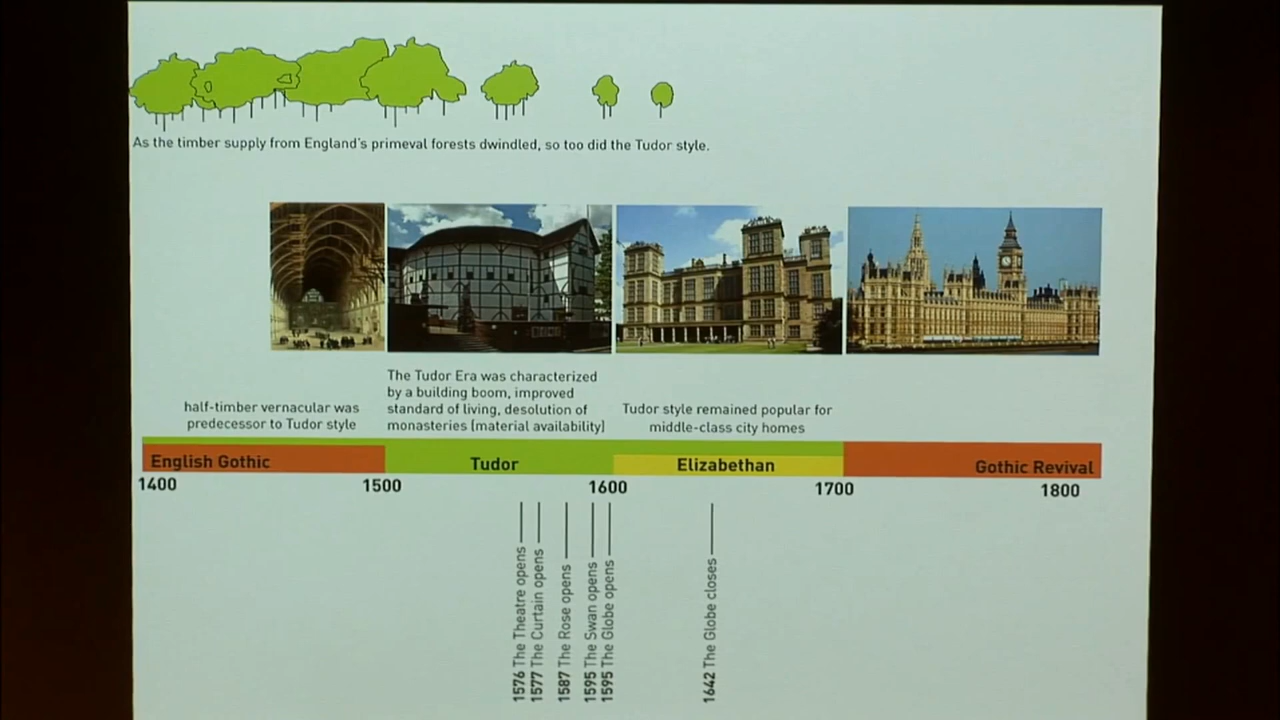 As the timber supply from England's primeval forests dwindled, so too did the Tudor style.
half-timber vernacular was
predecessor to Tudor style
The Tudor Era was characterized
by a building boom, improved
standard of living, desolution of
monasteries (material availability)
Tudor style remained popular for
middle-class city homes
English Gothic
Tudor
Elizabethan
Gothic Revival
1400
1500
1600
1700
1800
1576 The Theatre opens
1577 The Curtain opens
1587 The Rose opens
1595 The Swan opens
1595 The Globe opens
1642 The Globe closes